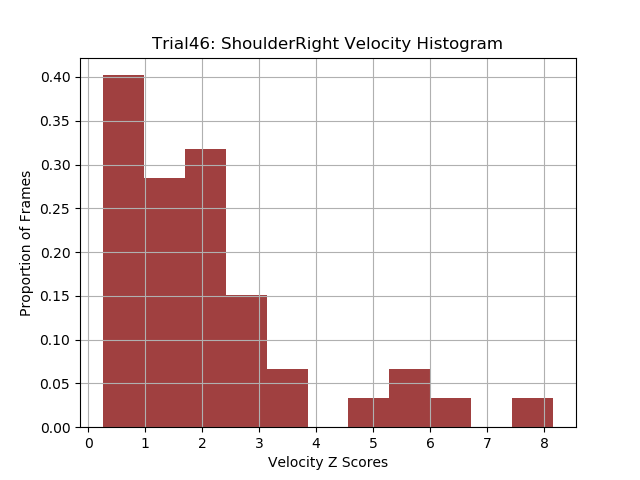 Trial46: ShoulderRight Velocity Histogram
0.40
0.35
0.30
0.25
0.20
0.15
0.10
0.05
0.00
Proportion of Frames
0 1 2 3 4 5 6 7 8
Velocity Z Scores